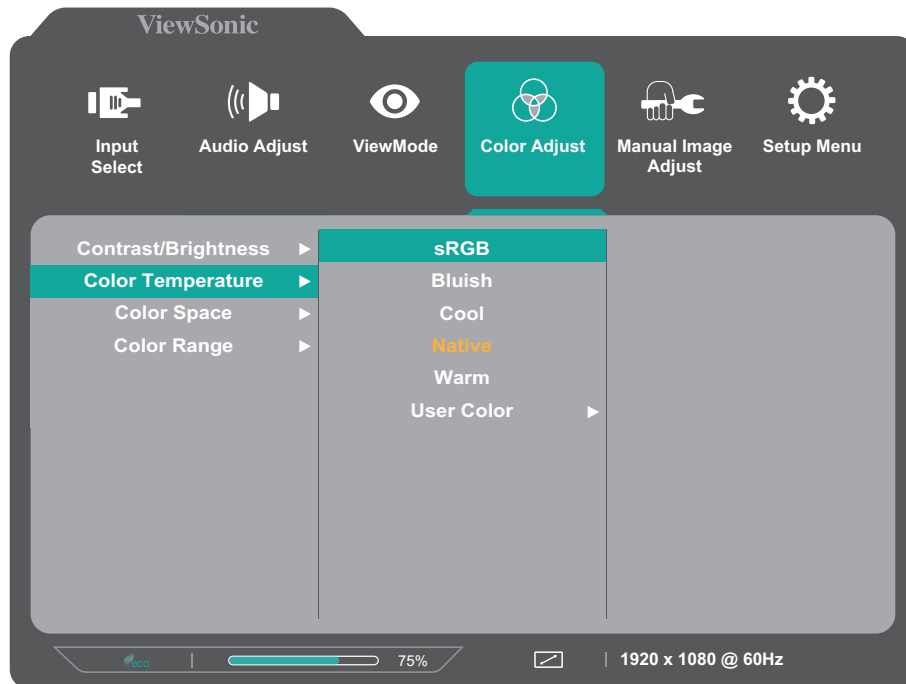 ViewSonic
Input
Select
Audio Adjust
ViewMode
Color Adjust
Manual Image
Adjust
Setup Menu
Contrast/Brightness
Color Temperature
Color Space
Color Range
sRGB
Bluish
Cool
Native
Warm
User Color
eco
75%
1920 x 1080 @ 60Hz